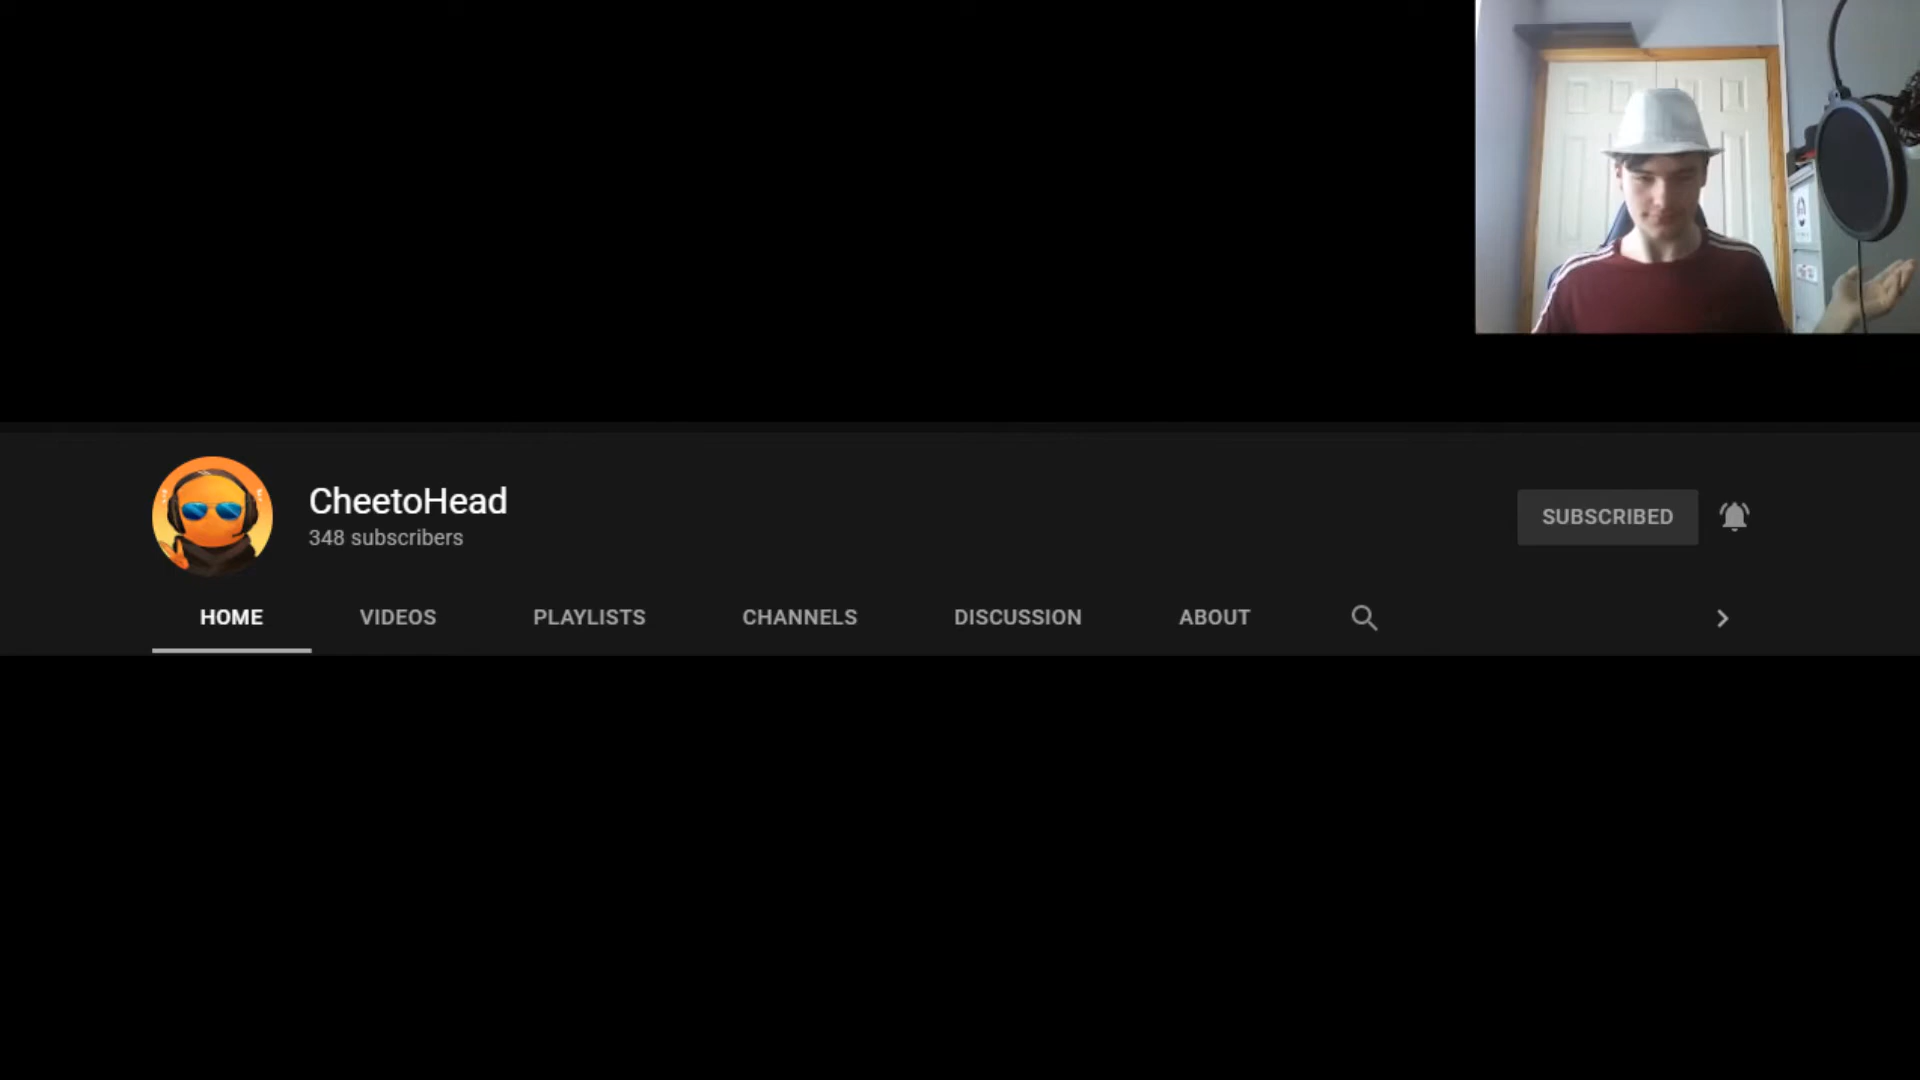 CheetoHead
348 subscribers
SUBSCRIBED
HOME VIDEOS PLAYLISTS CHANNELS DISCUSSION ABOUT